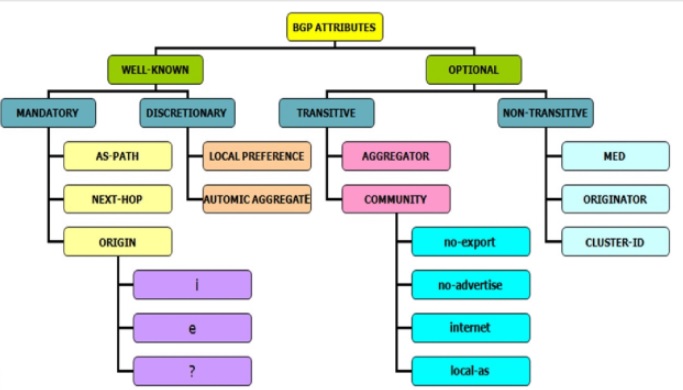 BGP ATTRIBUTES
WELL-KNOWN
OPTIONAL
MANDATORY
DISCRETIONARY
TRANSITIVE
NON-TRANSITIVE
AS-PATH
LOCAL PREFERENCE
AGGREGATOR
MED
NEXT-HOP
AUTOMIC AGGREGATE
COMMUNITY
ORIGINATOR
ORIGIN
no-export
CLUSTER-ID
i
no-advertise
e
internet
?
local-as